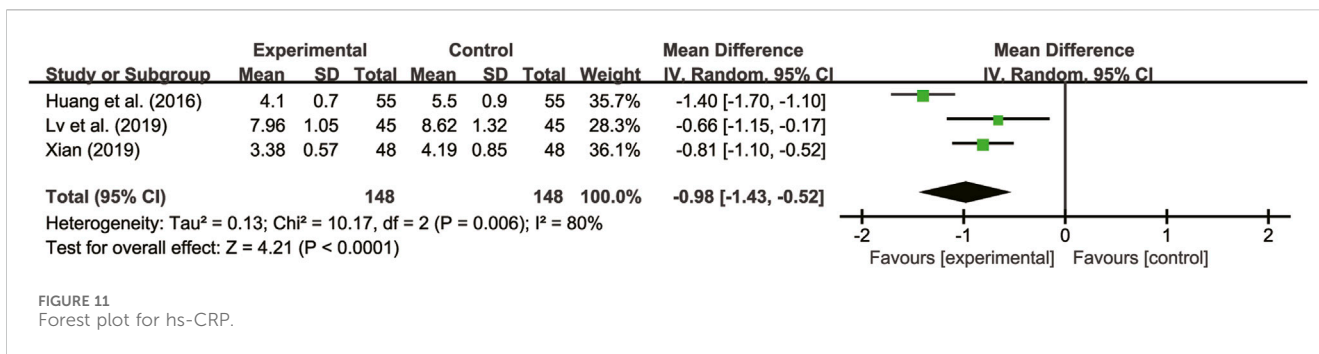 Experimental Control Mean Difference Mean Difference
Study or Subgroup Mean SD Total Mean SD Total Weight IV. Random. 95% CI IV. Random. 95% CI
Huang et al. (2016) 4.1 0.7 55 5.5 0.9 55 35.7% -1.40 [-1.70, -1.10]
Lv et al. (2019) 7.96 1.05 45 8.62 1.32 45 28.3% -0.66 [-1.15, -0.17]
Xian (2019) 3.38 0.57 48 4.19 0.85 48 36.1% -0.81 [-1.10, -0.52]
Total (95% CI) 148 148 100.0% -0.98 [-1.43, -0.52]
Heterogeneity: Tau² = 0.13; Chi² = 10.17, df = 2 (P = 0.006); I² = 80%
Test for overall effect: Z = 4.21 (P < 0.0001)
-2 -1 0 1 2
Favours [experimental] Favours [control]
FIGURE 11
Forest plot for hs-CRP.